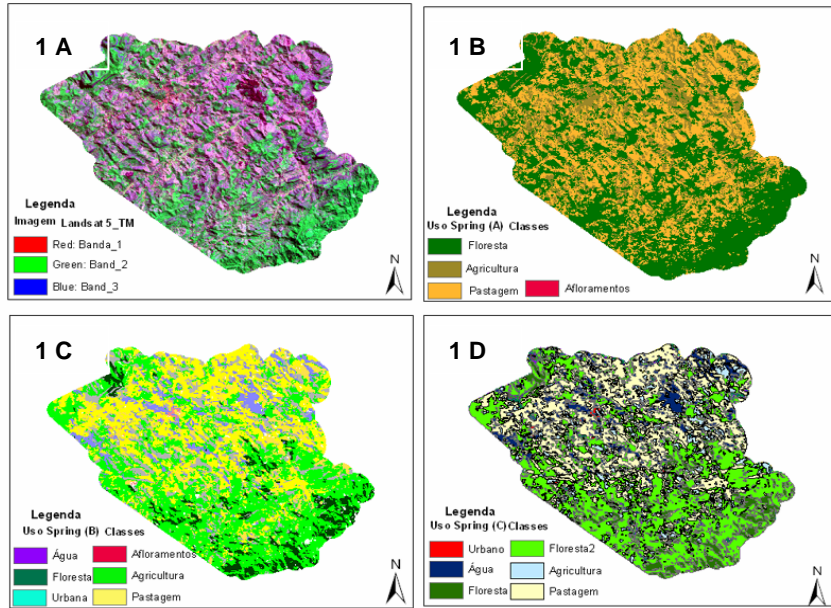 1 A
N
Legenda
Imagem Landsat 5_TM
Red: Banda_1
Green: Band_2
Blue: Band_3
1 B
N
Legenda
Uso Spring (A) Classes
Floresta
Agricultura
Pastagem Afloramentos
1 C
N
Legenda
Uso Spring (B) Classes
Água Afloramentos
Floresta Agricultura
Urbana Pastagem
1 D
N
Legenda
Uso Spring (C) Classes
Urbano Floresta2
Água Agricultura
Floresta Pastagem